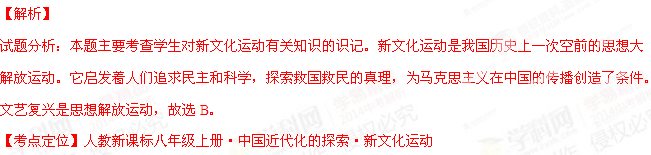 【解析】
试题分析：本题主要考查学生对新文化运动有关知识的识记。新文化运动是我国历史上一次空前的思想大
解放运动。它启发着人们追求民主和科学，探索救国救民的真理，为马克思主义在中国的传播创造了条件。
文艺复兴是思想解放运动，故选 B。
【考点定位】人教新课标八年级上册·中国近代化的探索·新文化运动